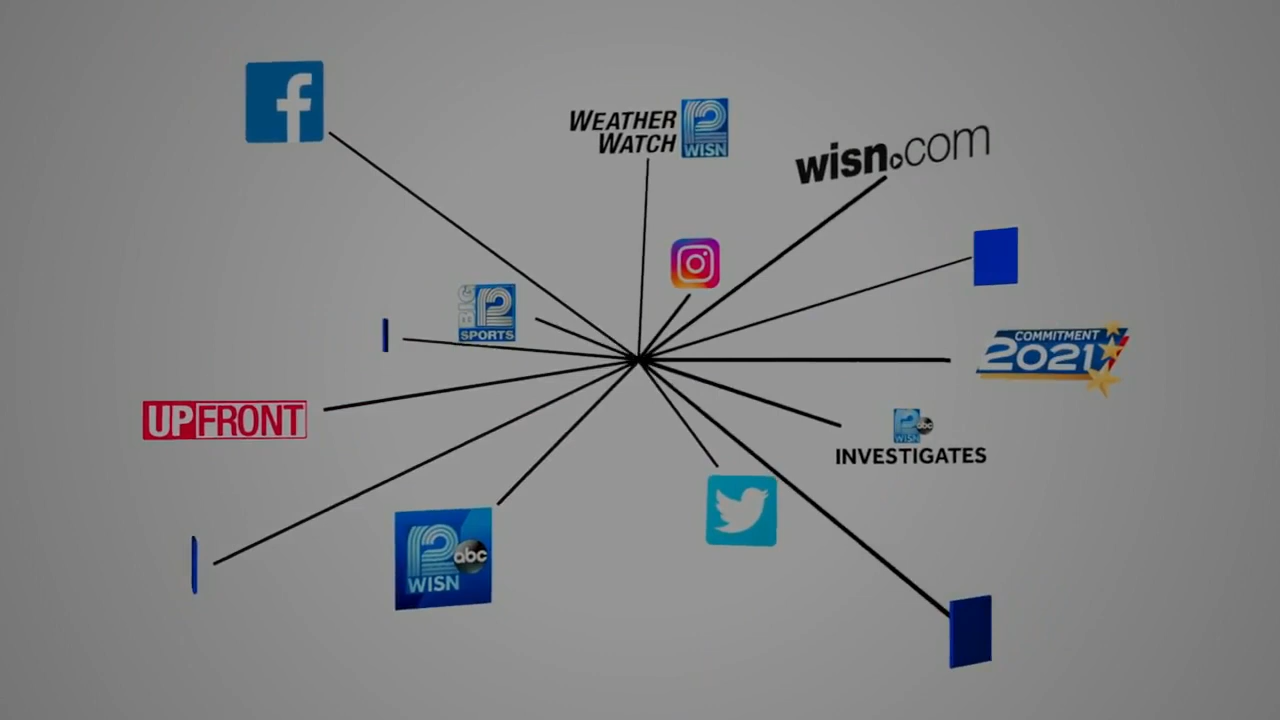 WEATHER
WATCH
12
WISN
wisn.com
BIG
12
SPORTS
COMMITMENT
2021
UPFRONT
12
WISN
abc
INVESTIGATES
12
abc
WISN